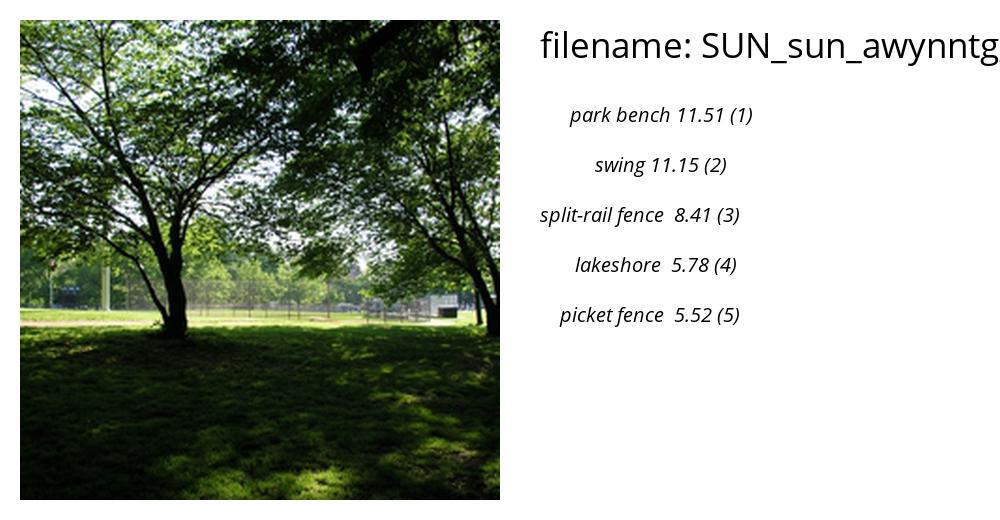 filename: SUN_sun_awynntg
park bench 11.51 (1)
swing 11.15 (2)
split-rail fence 8.41 (3)
lakeshore 5.78 (4)
picket fence 5.52 (5)